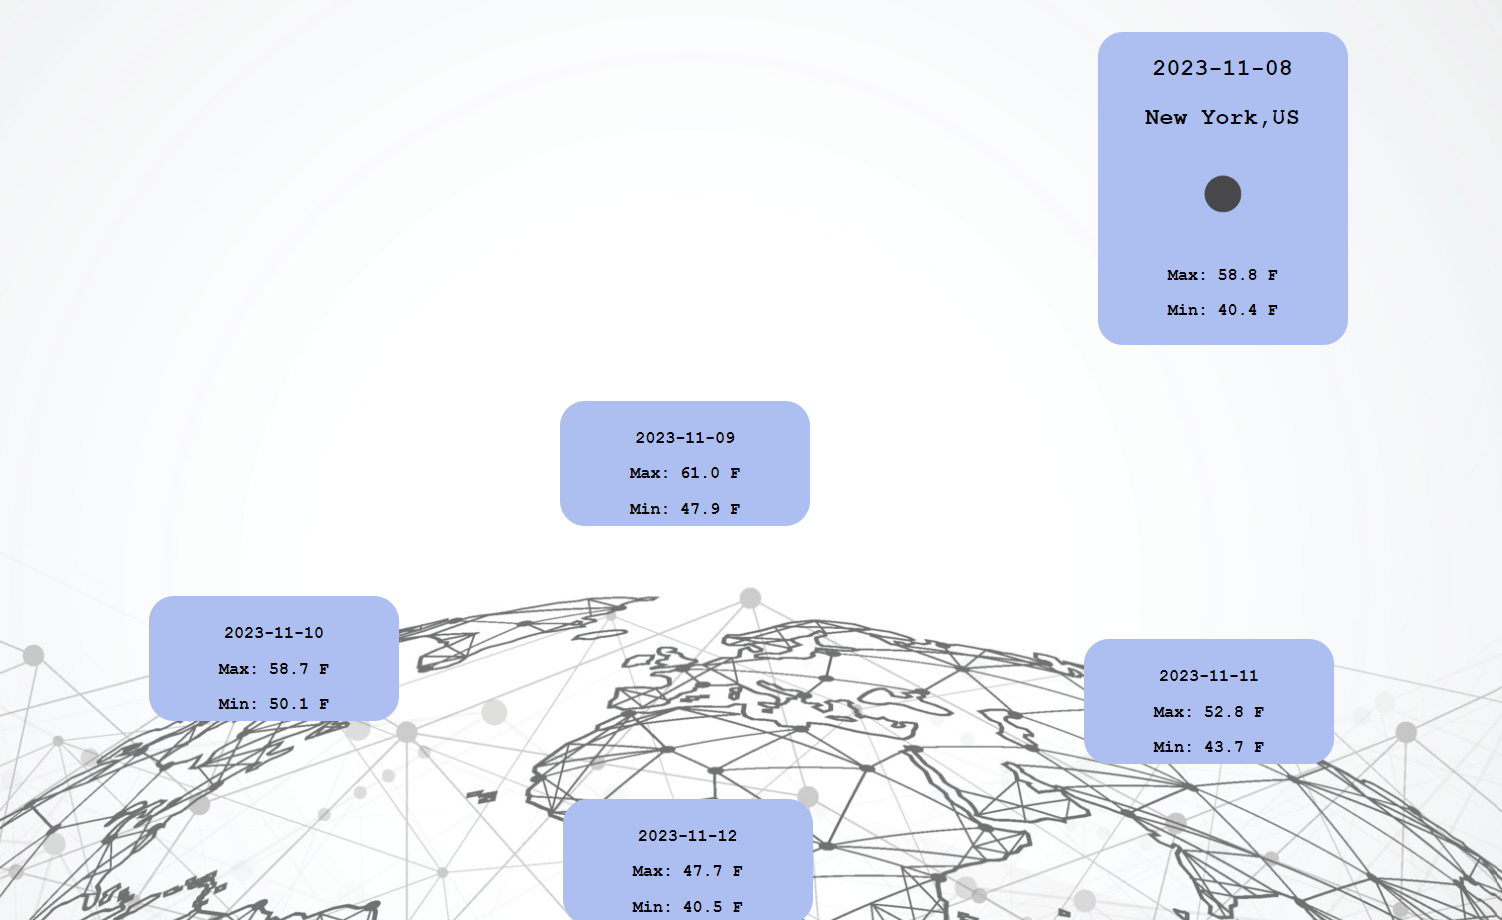 2023-11-08
New York,US
Max: 58.8 F
Min: 40.4 F
2023-11-09
Max: 61.0 F
Min: 47.9 F
2023-11-10
Max: 58.7 F
Min: 50.1 F
2023-11-11
Max: 52.8 F
Min: 43.7 F
2023-11-12
Max: 47.7 F
Min: 40.5 F